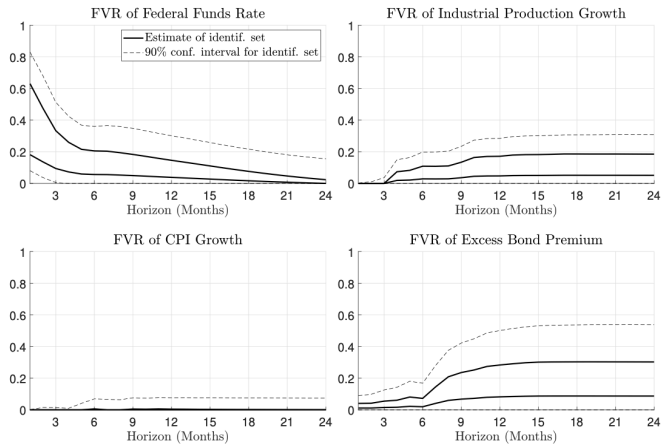 FVR of Federal Funds Rate
1
0.8
0.6
0.4
0.2
0
Estimate of identif. set
90% conf. interval for identif. set
3 6 9 12 15 18 21 24
Horizon (Months)
FVR of Industrial Production Growth
1
0.8
0.6
0.4
0.2
0
3 6 9 12 15 18 21 24
Horizon (Months)
FVR of CPI Growth
1
0.8
0.6
0.4
0.2
0
3 6 9 12 15 18 21 24
Horizon (Months)
FVR of Excess Bond Premium
1
0.8
0.6
0.4
0.2
0
3 6 9 12 15 18 21 24
Horizon (Months)